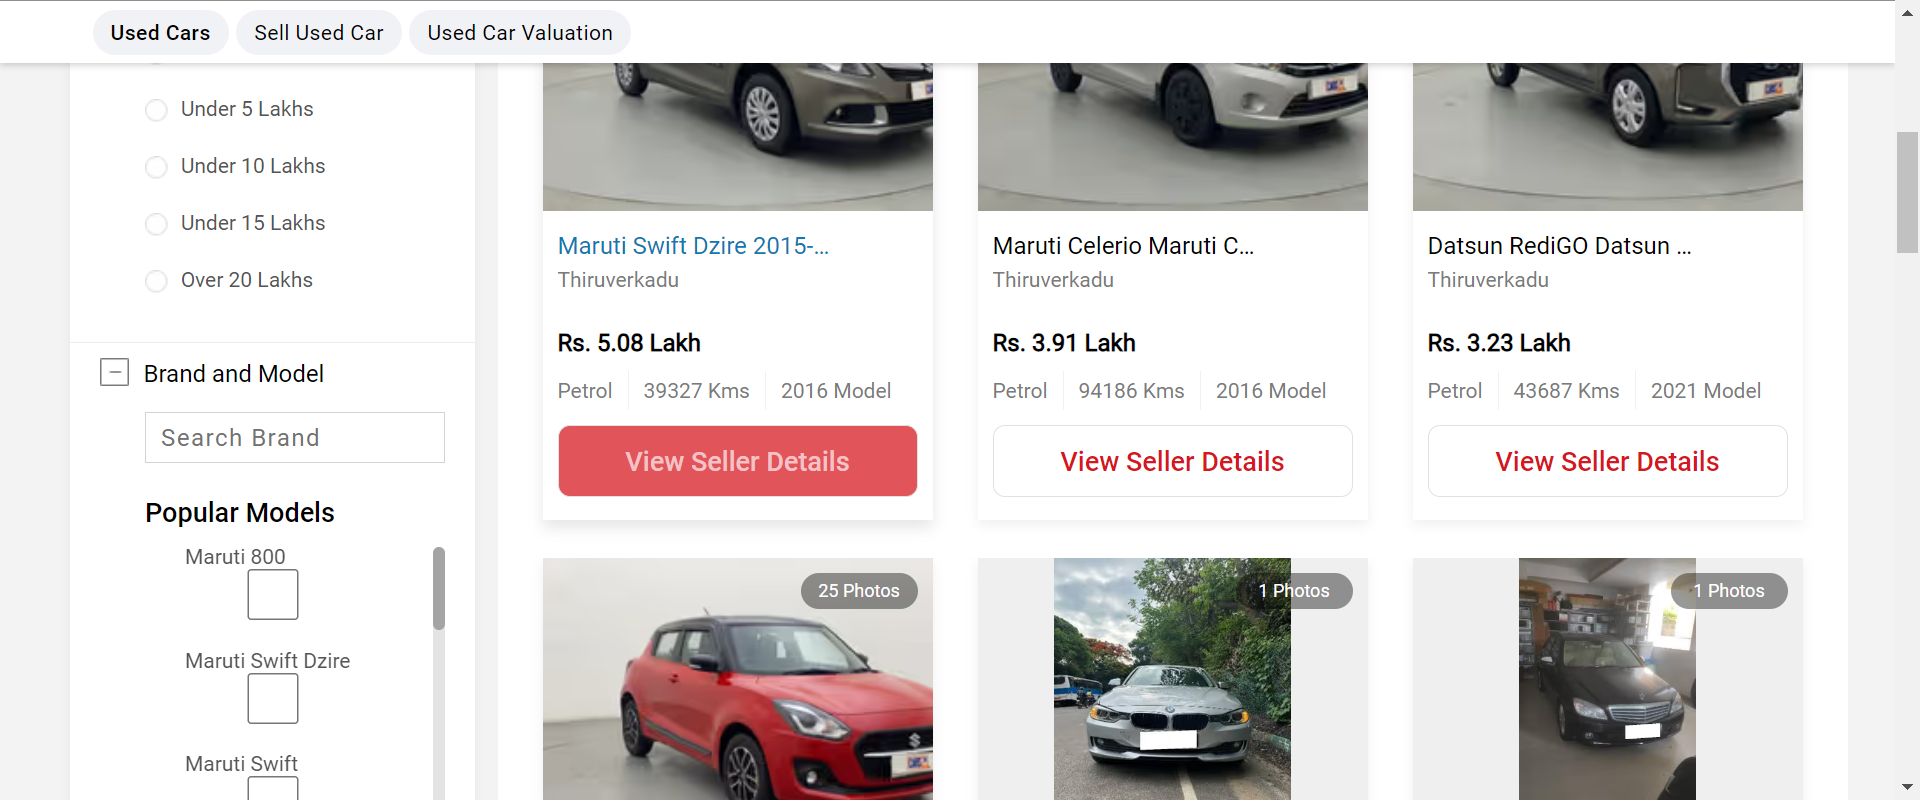 Used Cars
Sell Used Car
Used Car Valuation
Under 5 Lakhs
Under 10 Lakhs
Under 15 Lakhs
Over 20 Lakhs
Brand and Model
Search Brand
Popular Models
Maruti 800
Maruti Swift Dzire
Maruti Swift
Maruti Swift Dzire 2015-...
Thiruverkadu
Rs. 5.08 Lakh
Petrol 39327 Kms 2016 Model
View Seller Details
Maruti Celerio Maruti C...
Thiruverkadu
Rs. 3.91 Lakh
Petrol 94186 Kms 2016 Model
View Seller Details
Datsun RediGO Datsun ...
Thiruverkadu
Rs. 3.23 Lakh
Petrol 43687 Kms 2021 Model
View Seller Details
25 Photos
1 Photos
1 Photos